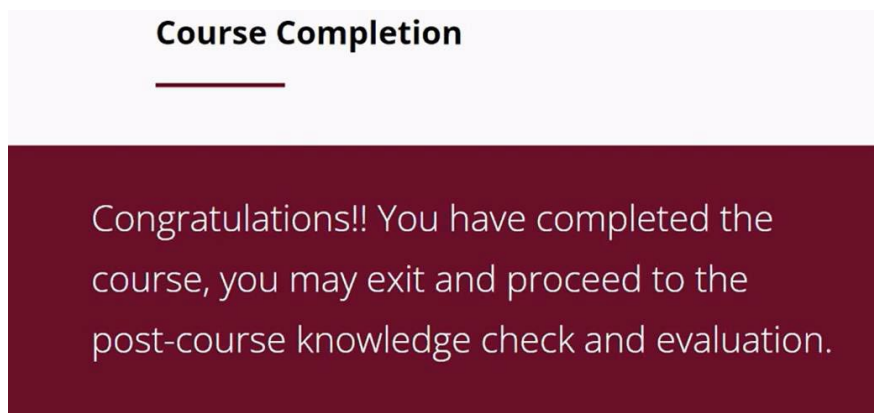 Course Completion
Congratulations!! You have completed the
course, you may exit and proceed to the
post-course knowledge check and evaluation.